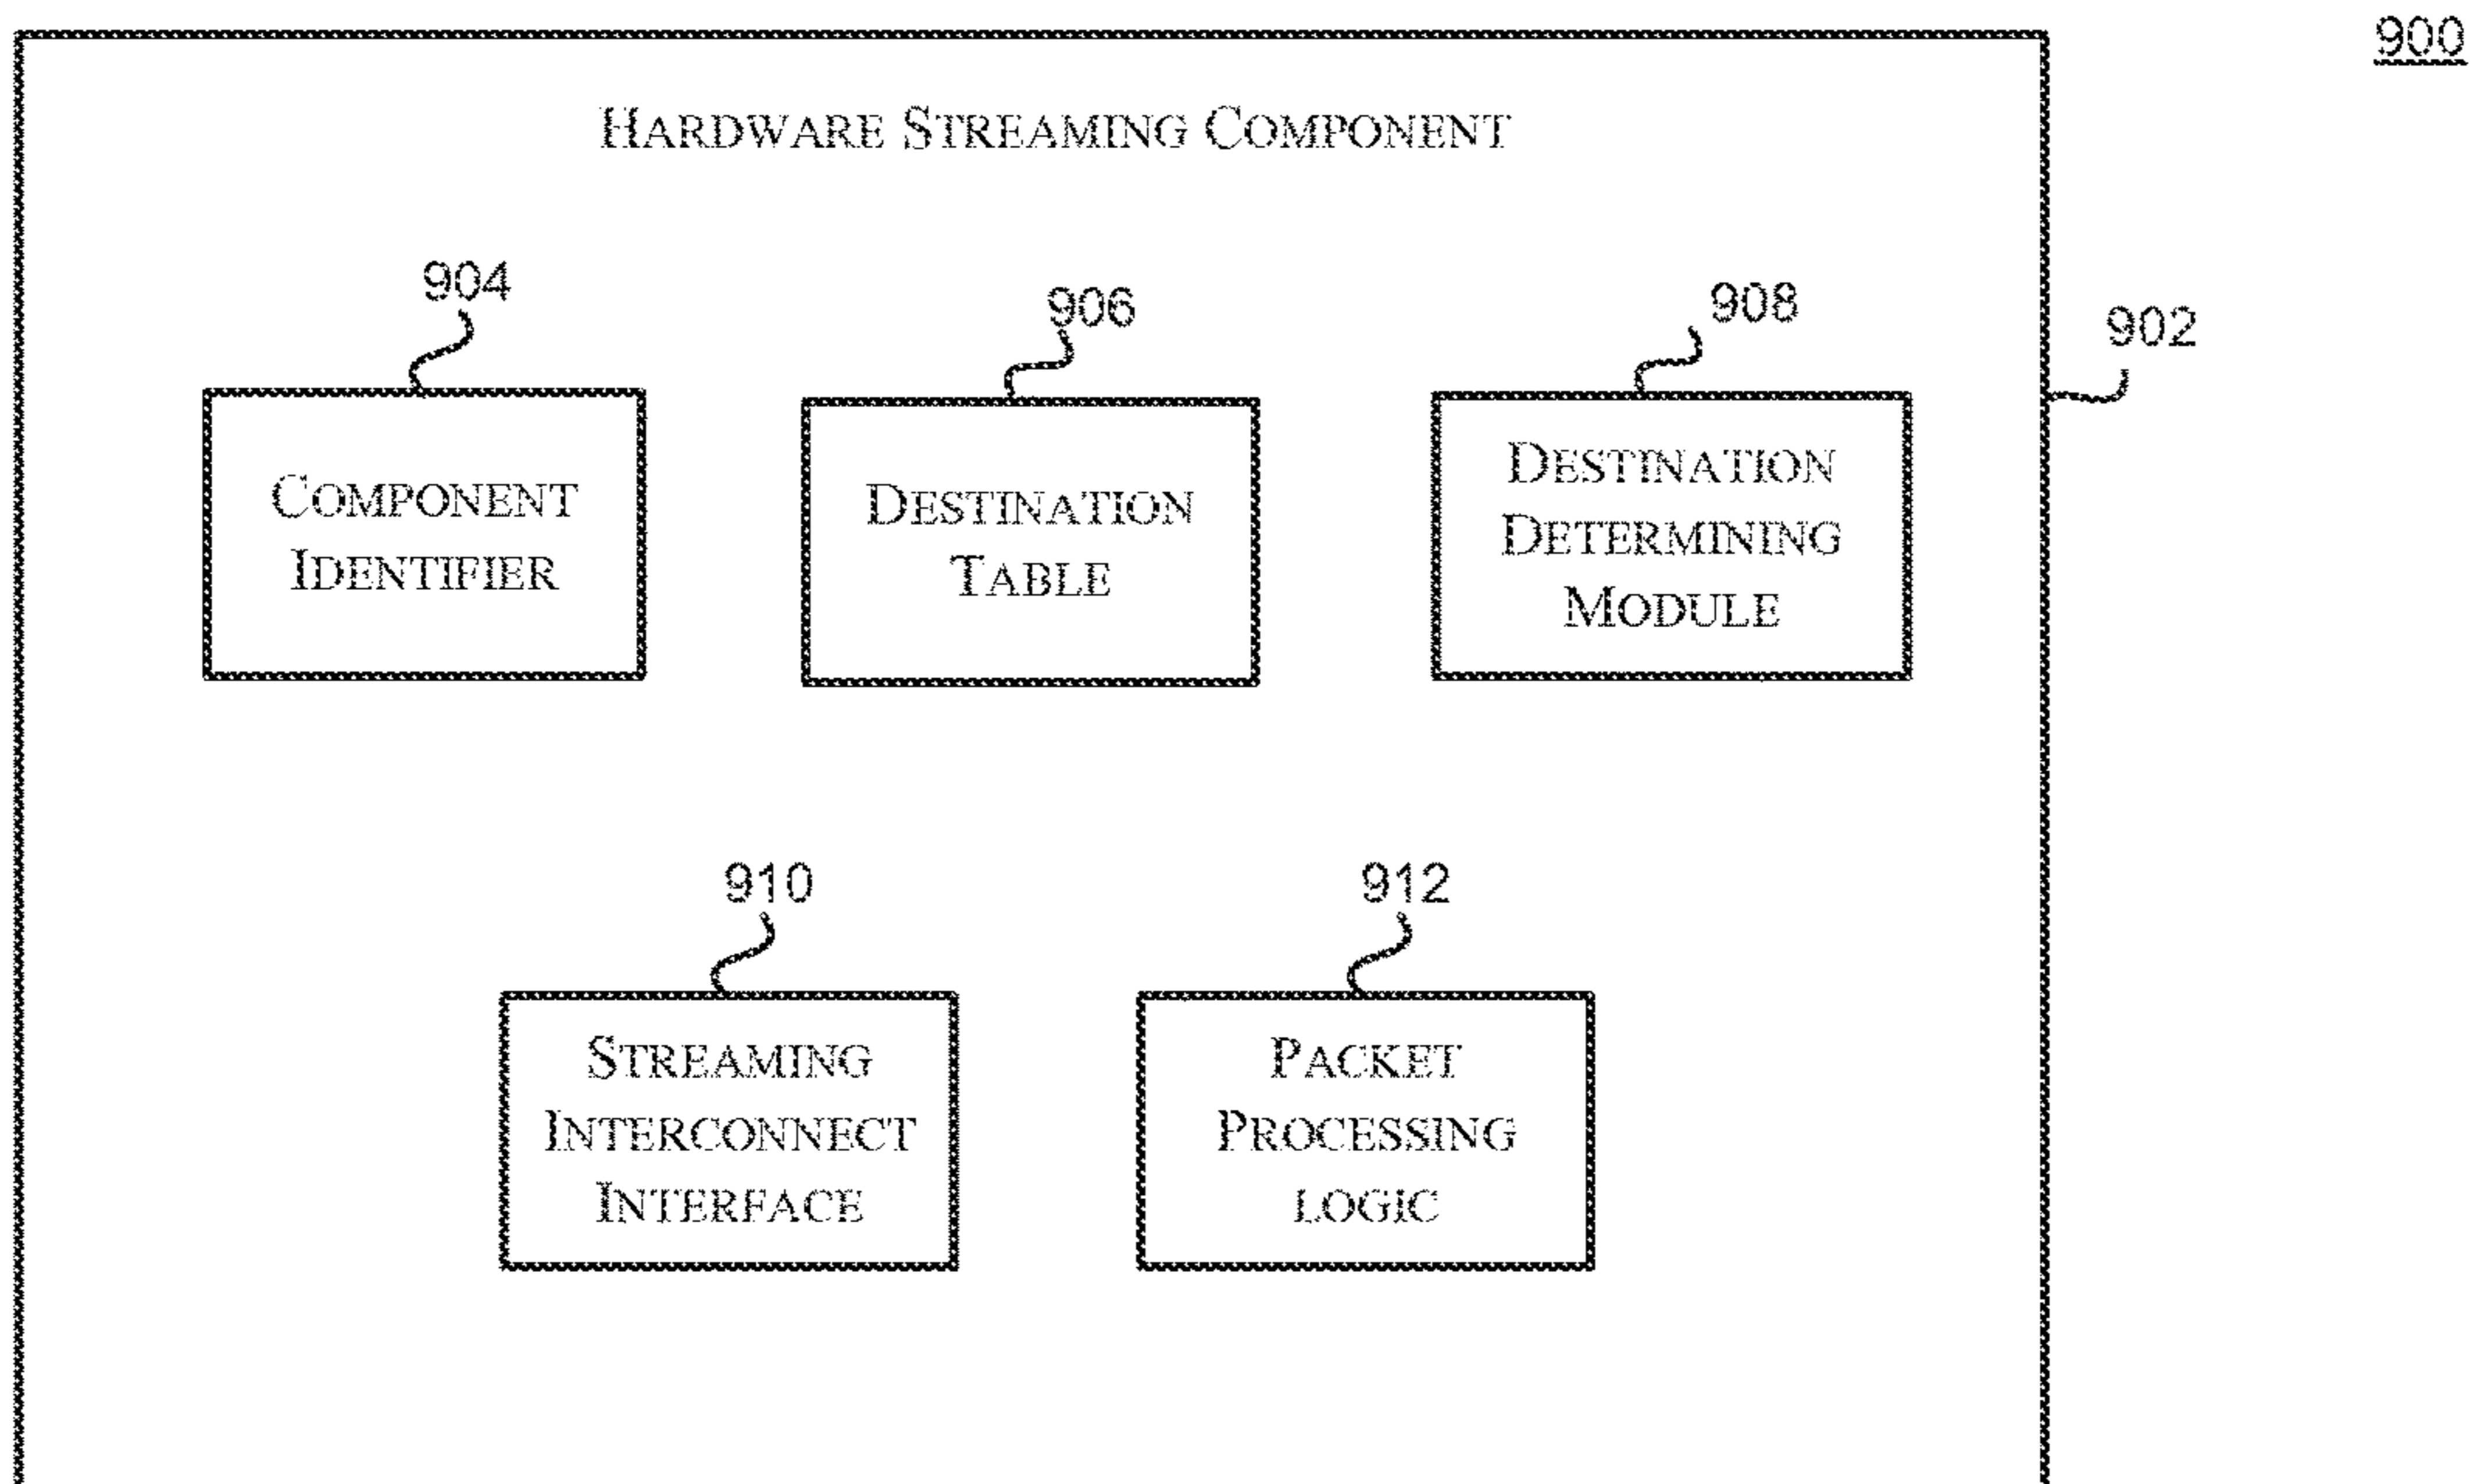 900
HARDWARE STREAMING COMPONENT
904
906
908
902
COMPONENT
IDENTIFIER
DESTINATION
TABLE
DESTINATION
DETERMINING
MODULE
910
912
STREAMING
INTERCONNECT
INTERFACE
PACKET
PROCESSING
LOGIC